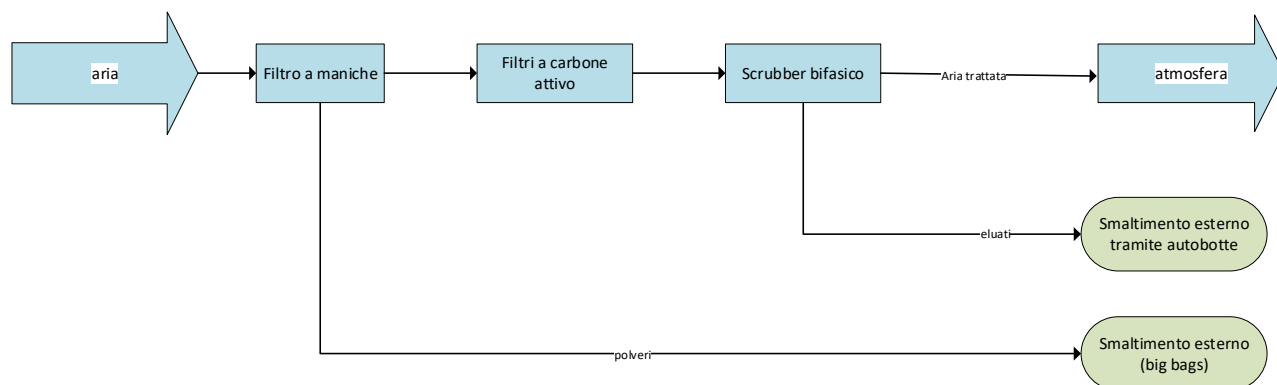 aria
Filtro a maniche
Filtri a carbone
attivo
Scrubber bifasico
Aria trattata
atmosfera
eluati
Smaltimento esterno
tramite autobotte
polveri
Smaltimento esterno
(big bags)